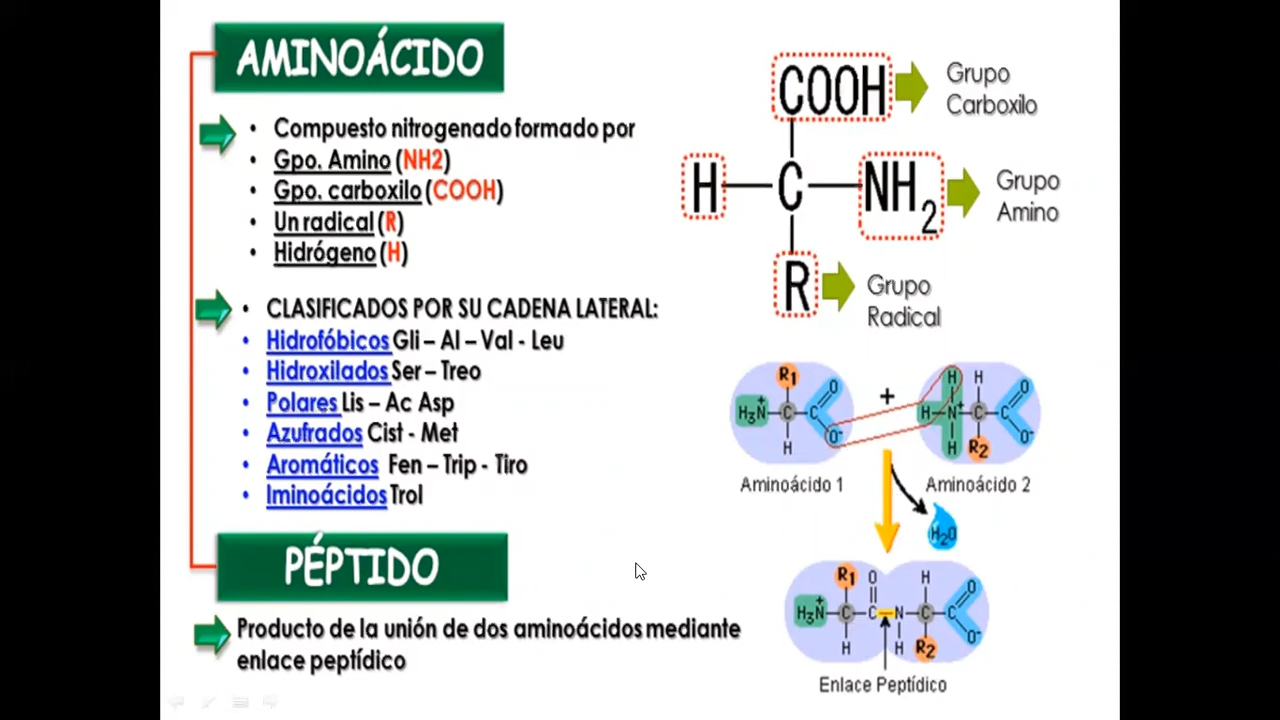 AMINOÁCIDO
• Compuesto nitrogenado formado por
• Gpo. Amino (NH2)
• Gpo. carboxilo (COOH)
• Un radical (R)
• Hidrógeno (H)
• CLASIFICADOS POR SU CADENA LATERAL:
• Hidrofóbicos Gli – Al – Val - Leu
• Hidroxilados Ser – Treo
• Polares Lis – Ac Asp
• Azufrados Cist - Met
• Aromáticos Fen – Trip - Tiro
• Iminoácidos Trol
PÉPTIDO
Producto de la unión de dos aminoácidos mediante
enlace peptídico
COOH
Grupo
Carboxilo
H C NH2
Grupo
Amino
R
Grupo
Radical
R1 O
H3N+ C C
O-
H
+
H H O
H N+ C C
O-
H R2
Aminoácido 1
Aminoácido 2
H2O
R1 O H O
H3N+ C C N C C
O-
H H R2
Enlace Peptídico